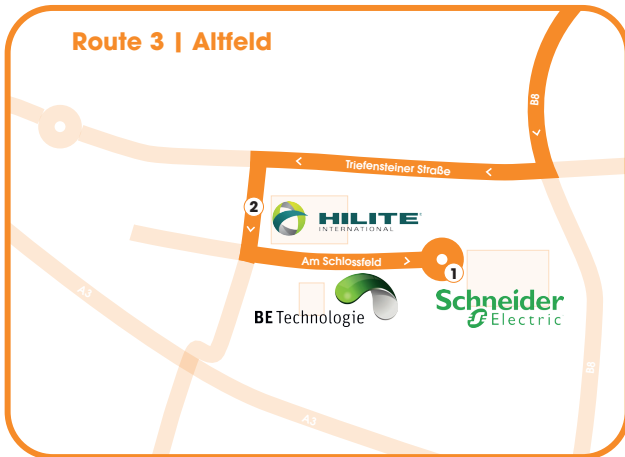 Route 3 | Altfeld
B8
Triefensteiner Straße
2
HILITE
INTERNATIONAL
Am Schlossfeld
1
A3
BE Technologie
Schneider
Electric
B8
A3